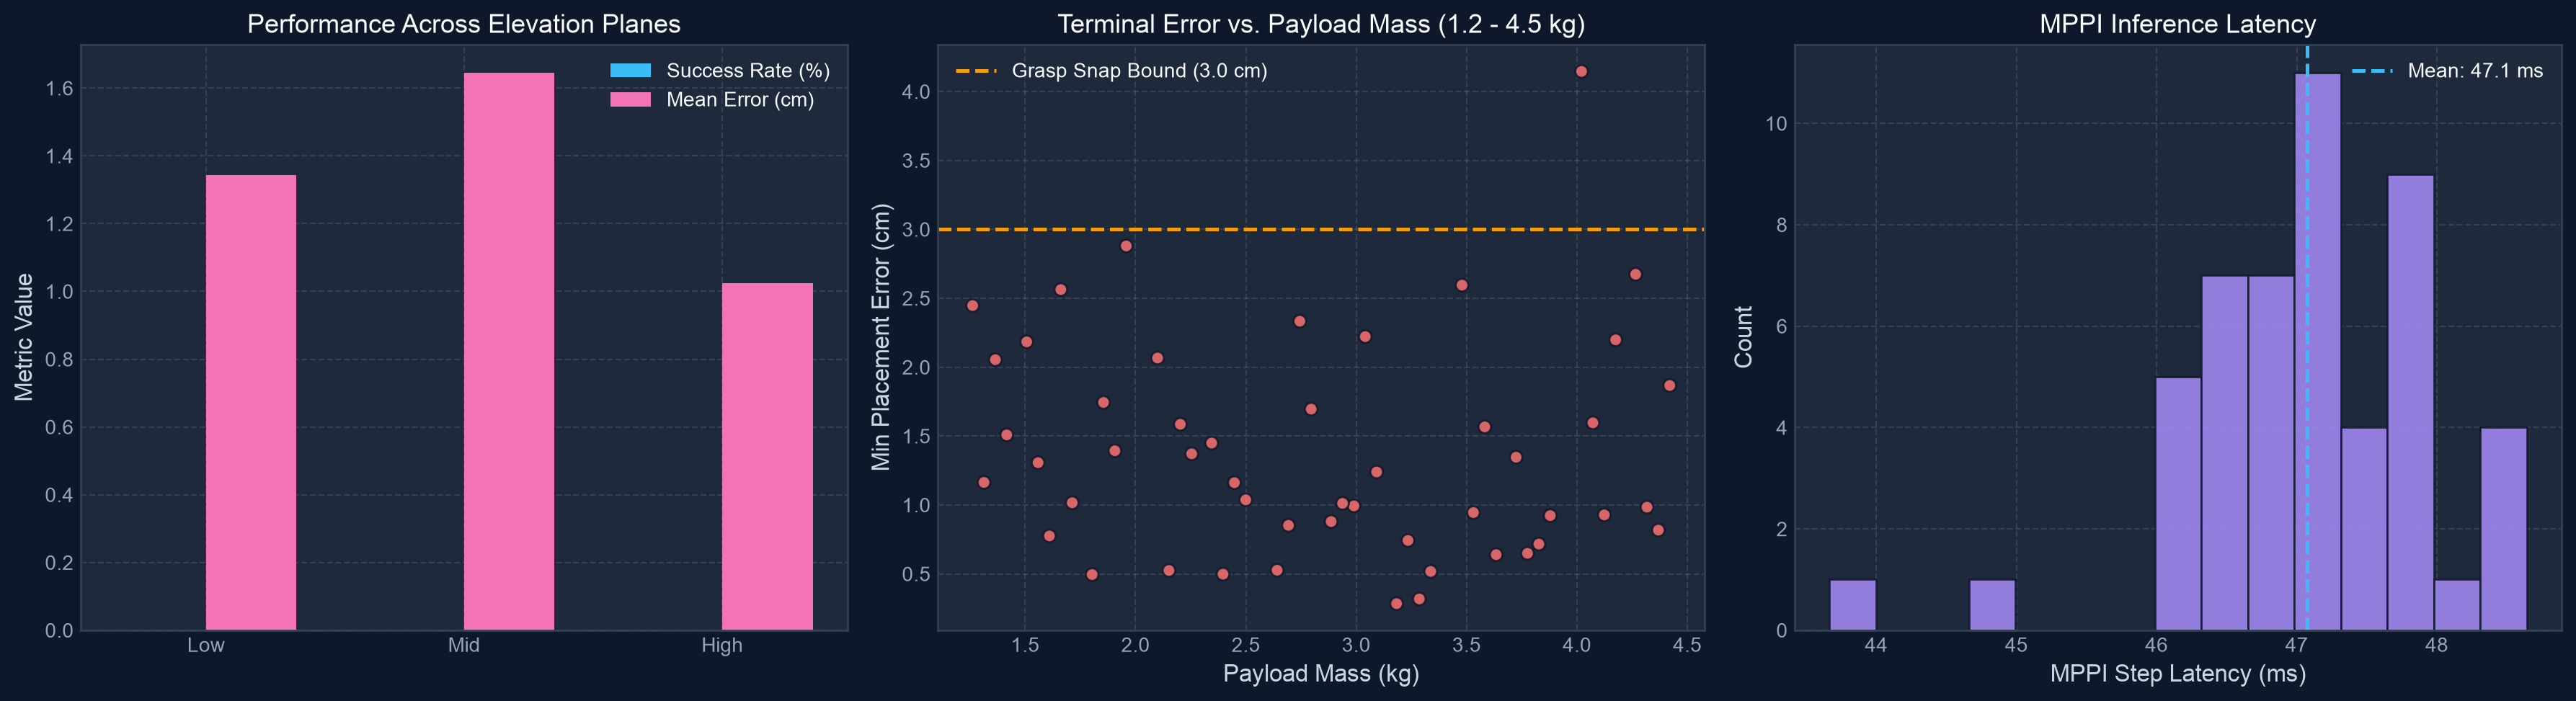 Performance Across Elevation Planes
Success Rate (%)
Mean Error (cm)
Metric Value
1.6
1.4
1.2
1.0
0.8
0.6
0.4
0.2
0.0
Low Mid High
Terminal Error vs. Payload Mass (1.2 - 4.5 kg)
Grasp Snap Bound (3.0 cm)
Min Placement Error (cm)
4.0
3.5
3.0
2.5
2.0
1.5
1.0
0.5
1.5 2.0 2.5 3.0 3.5 4.0 4.5
Payload Mass (kg)
MPPI Inference Latency
Mean: 47.1 ms
Count
10
8
6
4
2
0
44 45 46 47 48
MPPI Step Latency (ms)